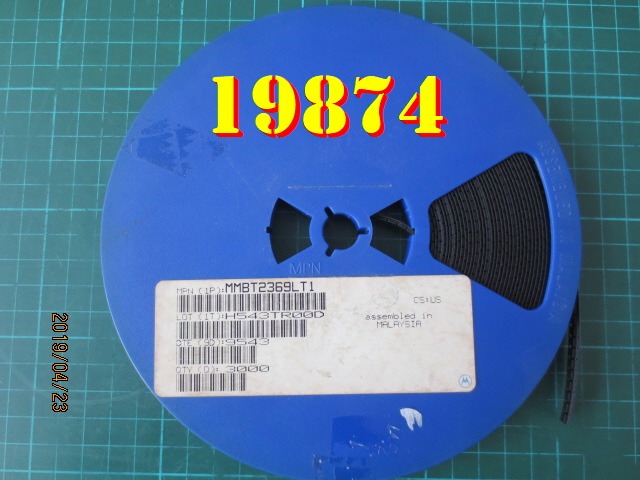 19874
MPN
MPN (1P): MMBT2369LT1
LOT (1T): H543TR00D
DTE (9D): 9543
QTY (Q): 3000
CS:US
assembled in
MALAYSIA
2019/04/23